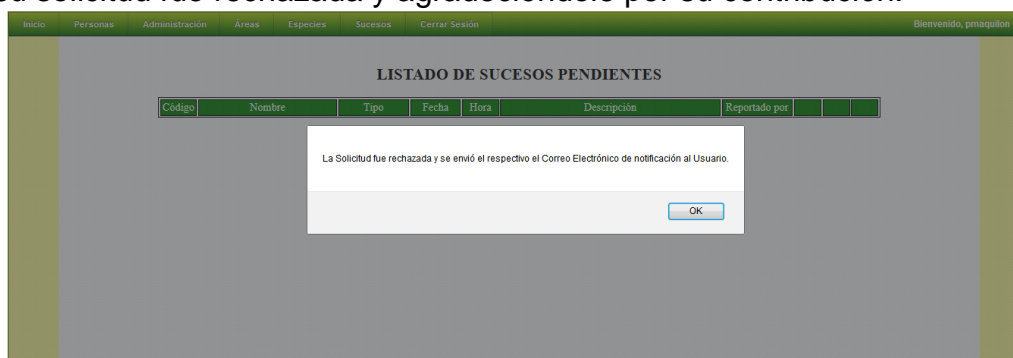 su solicitud fue rechazada y agradeciéndole por su contribución.
Inicio Personas Administración Áreas Especies Sucesos Cerrar Sesión Bienvenido, pmaquilon
LISTADO DE SUCESOS PENDIENTES
Código Nombre Tipo Fecha Hora Descripción Reportado por
La Solicitud fue rechazada y se envió el respectivo el Correo Electrónico de notificación al Usuario.
OK